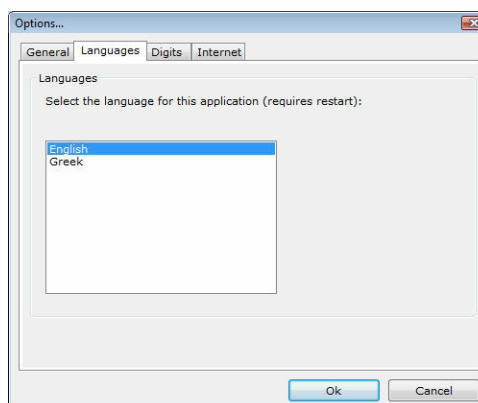 Options...
General Languages Digits Internet
Languages
Select the language for this application (requires restart):
English
Greek
Ok Cancel